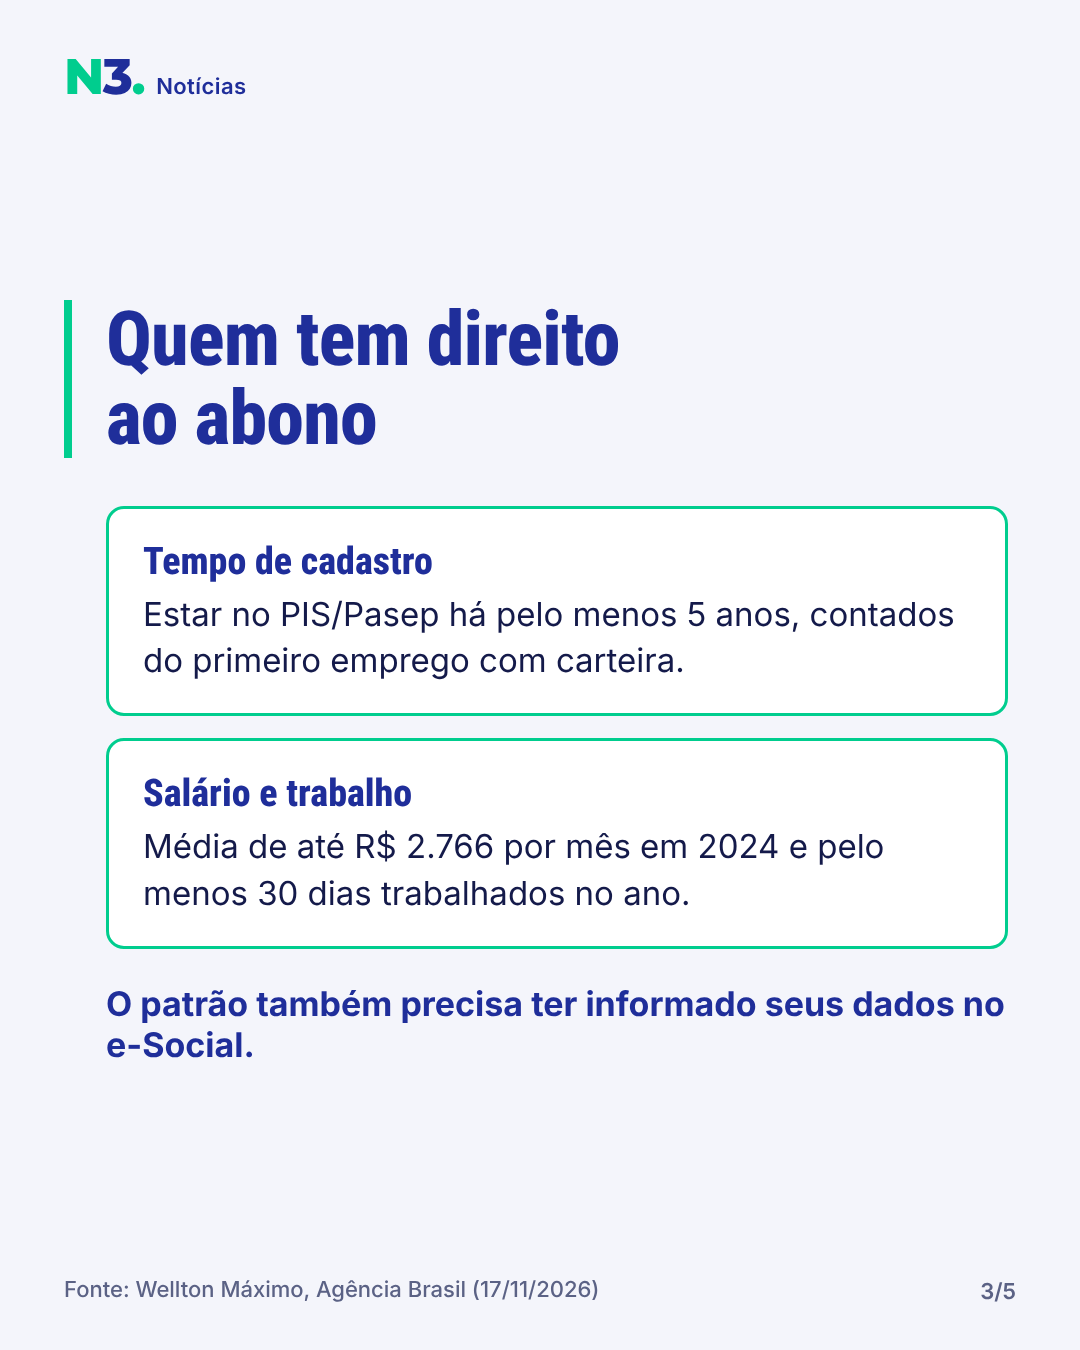 N3. Notícias
Quem tem direito
ao abono
Tempo de cadastro
Estar no PIS/Pasep há pelo menos 5 anos, contados
do primeiro emprego com carteira.
Salário e trabalho
Média de até R$ 2.766 por mês em 2024 e pelo
menos 30 dias trabalhados no ano.
O patrão também precisa ter informado seus dados no
e-Social.
Fonte: Wellton Máximo, Agência Brasil (17/11/2026)
3/5